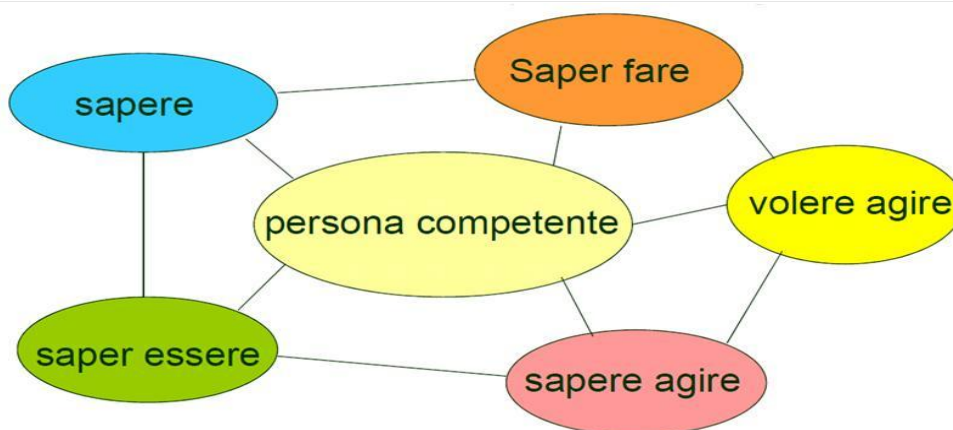 Saper fare
sapere
volere agire
persona competente
saper essere
sapere agire